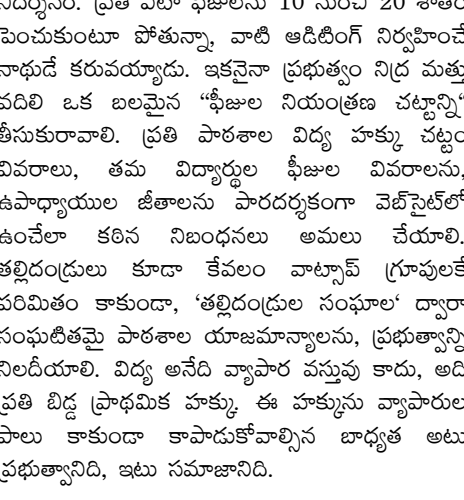 నిదర్శనం. ప్రతి ఏటా ఫీజులను 10 నుంచి 20 శాతం
పెంచుకుంటూ పోతున్నా, వాటి ఆడిటింగ్ నిర్వహించే
నాథుడే కరువయ్యాడు. ఇకనైనా ప్రభుత్వం నిద్ర మత్తు
వదిలి ఒక బలమైన “ఫీజుల నియంత్రణ చట్టాన్ని“
తీసుకురావాలి. ప్రతి పాఠశాల విద్య హక్కు చట్టం
వివరాలు, తమ విద్యార్థుల ఫీజుల వివరాలను,
ఉపాధ్యాయుల జీతాలను పారదర్శకంగా వెబ్‌సైట్‌లో
ఉంచేలా కఠిన నిబంధనలు అమలు చేయాలి.
తల్లిదండ్రులు కూడా కేవలం వాట్సాప్ గ్రూపులకే
పరిమితం కాకుండా, ‘తల్లిదండ్రుల సంఘాల‘ ద్వారా
సంఘటితమై పాఠశాల యాజమాన్యాలను, ప్రభుత్వాన్ని
నిలదీయాలి. విద్య అనేది వ్యాపార వస్తువు కాదు, అది
ప్రతి బిడ్డ ప్రాథమిక హక్కు. ఈ హక్కును వ్యాపారుల
పాలు కాకుండా కాపాడుకోవాల్సిన బాధ్యత అటు
ప్రభుత్వానిది, ఇటు సమాజానిది.